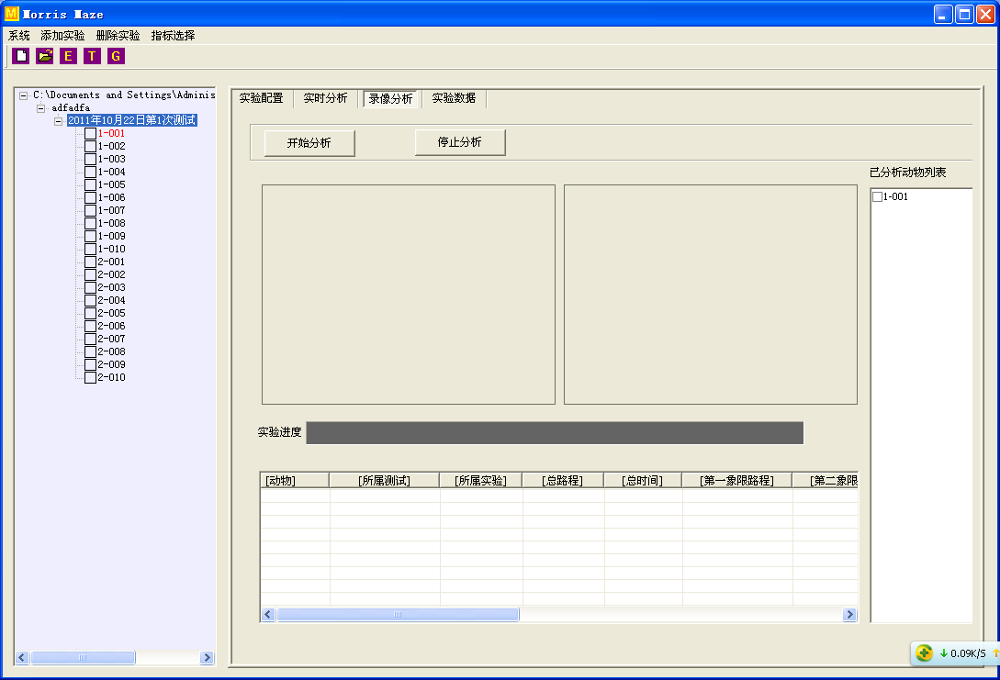 Morris Maze
系统 添加实验 删除实验 指标选择
E T G
C:\Documents and Settings\Adminis
adfadfa
2011年10月22日第1次测试
1-001
1-002
1-003
1-004
1-005
1-006
1-007
1-008
1-009
1-010
2-001
2-002
2-003
2-004
2-005
2-006
2-007
2-008
2-009
2-010
实验配置 实时分析 录像分析 实验数据
开始分析 停止分析
已分析动物列表
1-001
实验进度
[动物] [所属测试] [所属实验] [总路程] [总时间] [第一象限路程] [第二象限
0.09K/S